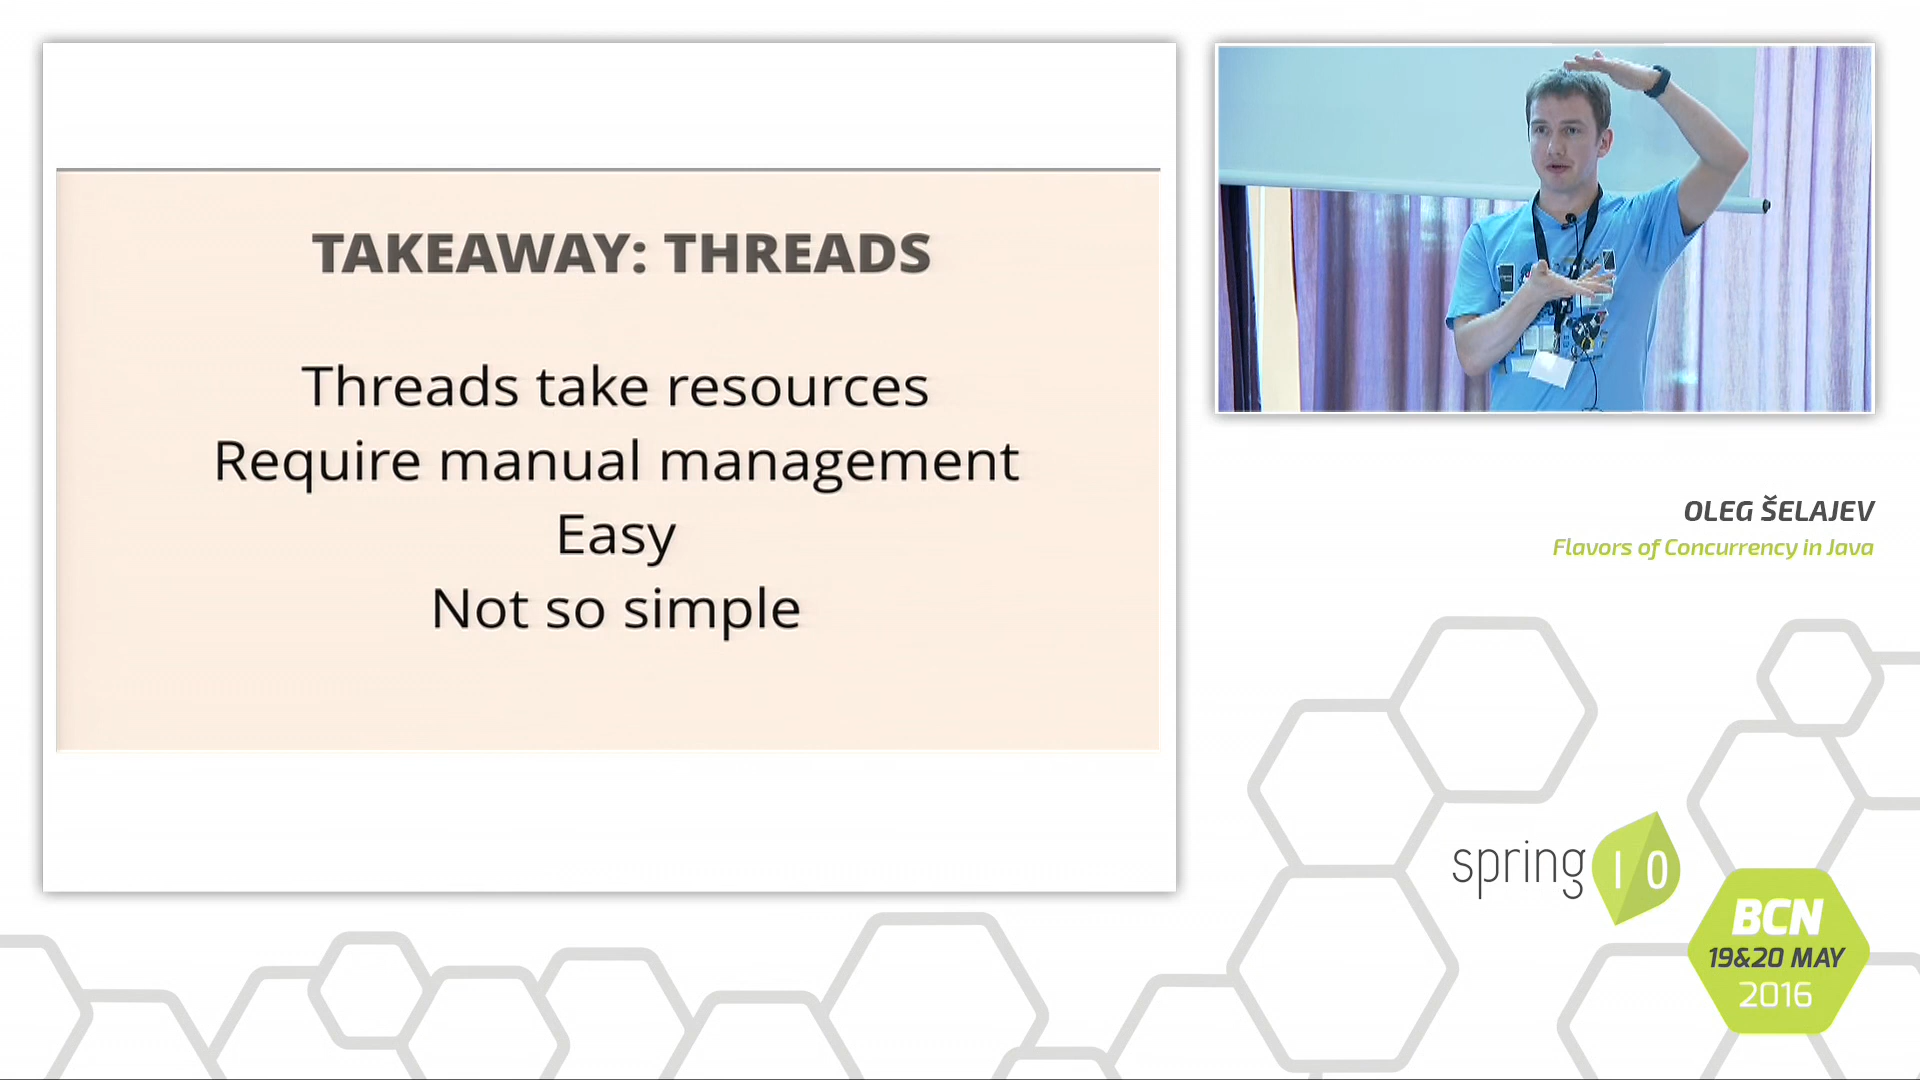 TAKEAWAY: THREADS
Threads take resources
Require manual management
Easy
Not so simple
OLEG ŠELAJEV
Flavors of Concurrency in Java
spring I O
BCN
19&20 MAY
2016